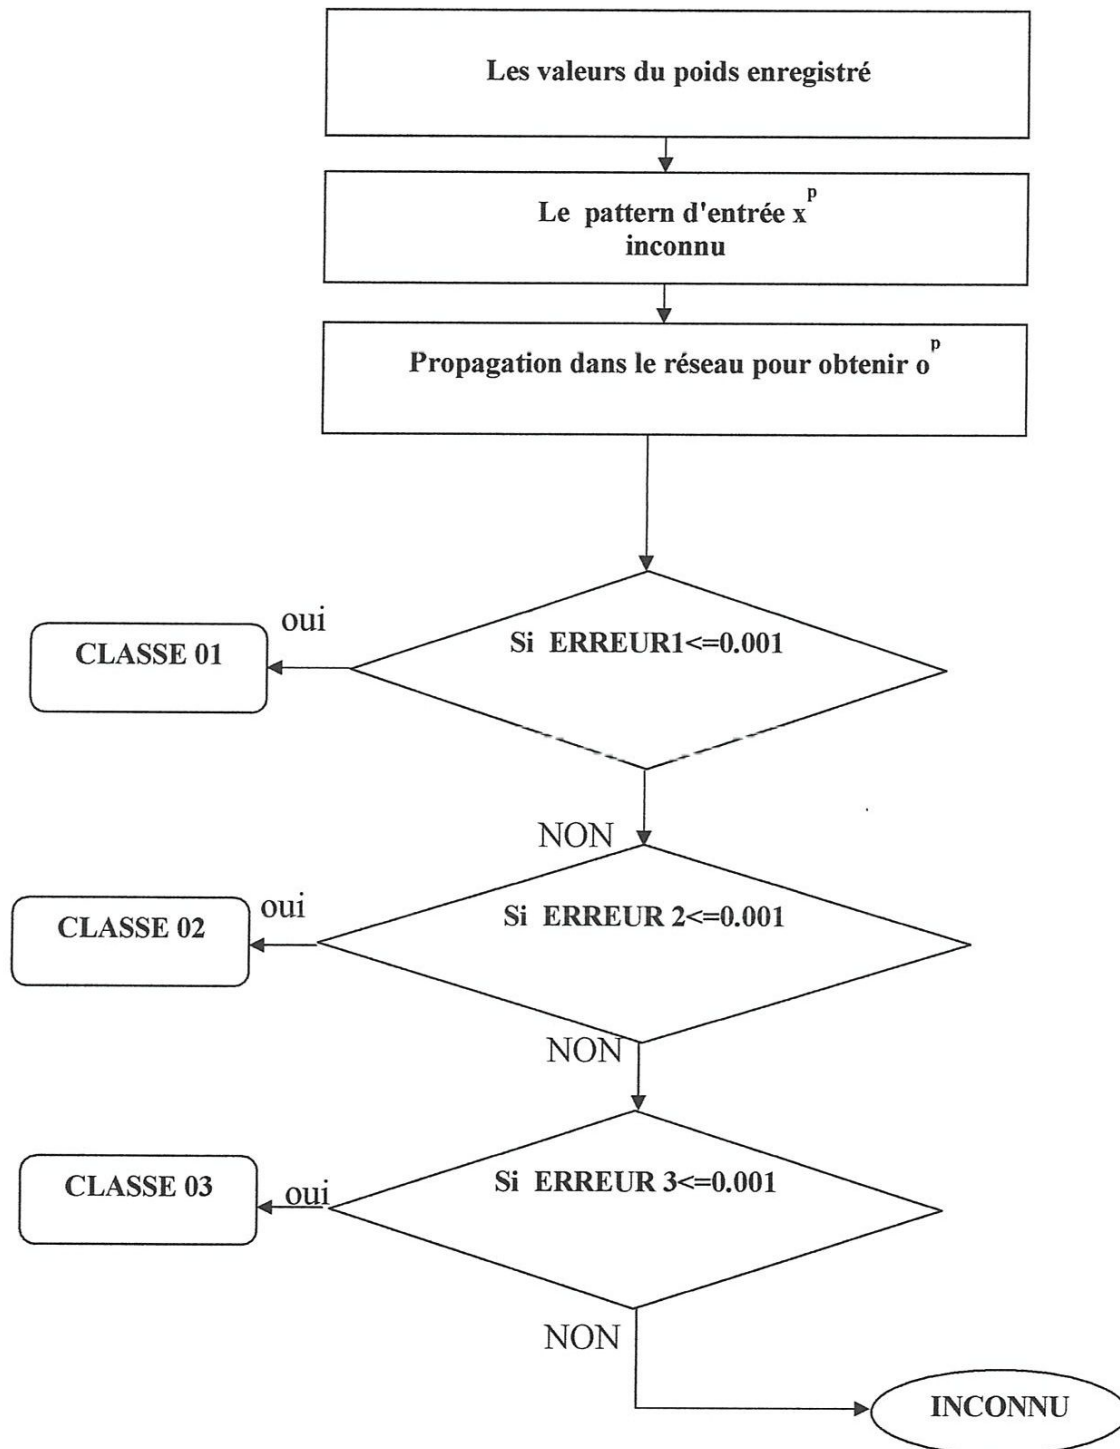 Les valeurs du poids enregistré
Le pattern d'entrée x^p
inconnu
Propagation dans le réseau pour obtenir o^p
oui
CLASSE 01
Si ERREUR1<=0.001
NON
oui
CLASSE 02
Si ERREUR 2<=0.001
NON
CLASSE 03
oui
Si ERREUR 3<=0.001
NON
INCONNU